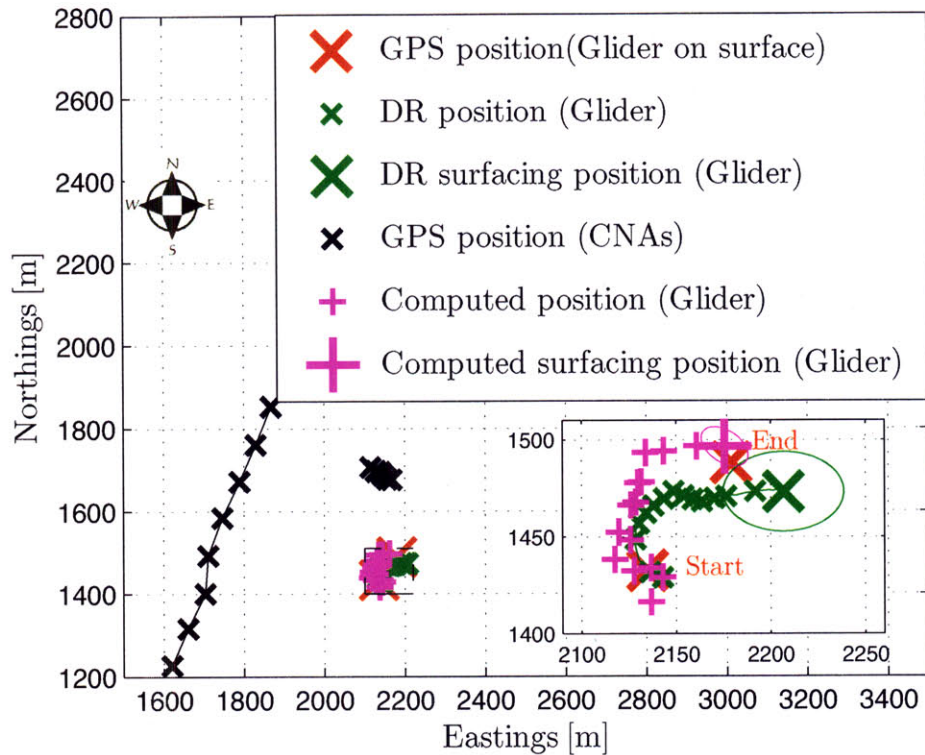 2800
2600
2400
2200
2000
1800
1600
1400
1200
Northings [m]
N
W E
S
GPS position(Glider on surface)
DR position (Glider)
DR surfacing position (Glider)
GPS position (CNAs)
Computed position (Glider)
Computed surfacing position (Glider)
1500
1450
1400
End
Start
2100 2150 2200 2250
1600 1800 2000 2200 2400 2600 2800 3000 3200 3400
Eastings [m]